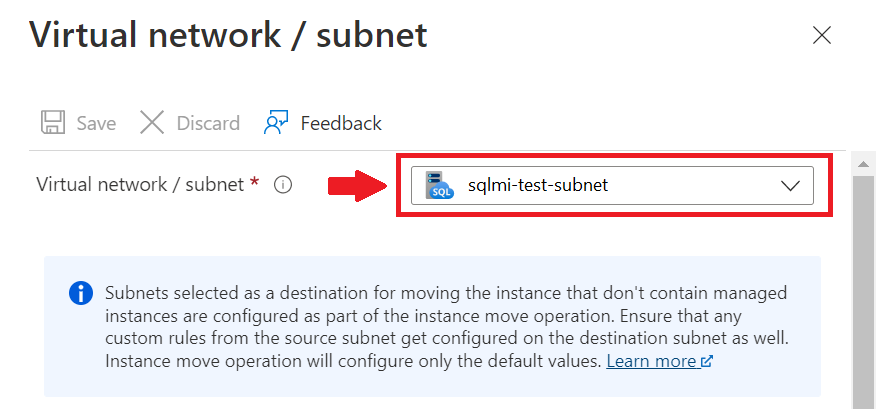 Virtual network / subnet
Save Discard Feedback
Virtual network / subnet * sqlmi-test-subnet
SQL
Subnets selected as a destination for moving the instance that don't contain managed
instances are configured as part of the instance move operation. Ensure that any
custom rules from the source subnet get configured on the destination subnet as well.
Instance move operation will configure only the default values. Learn more